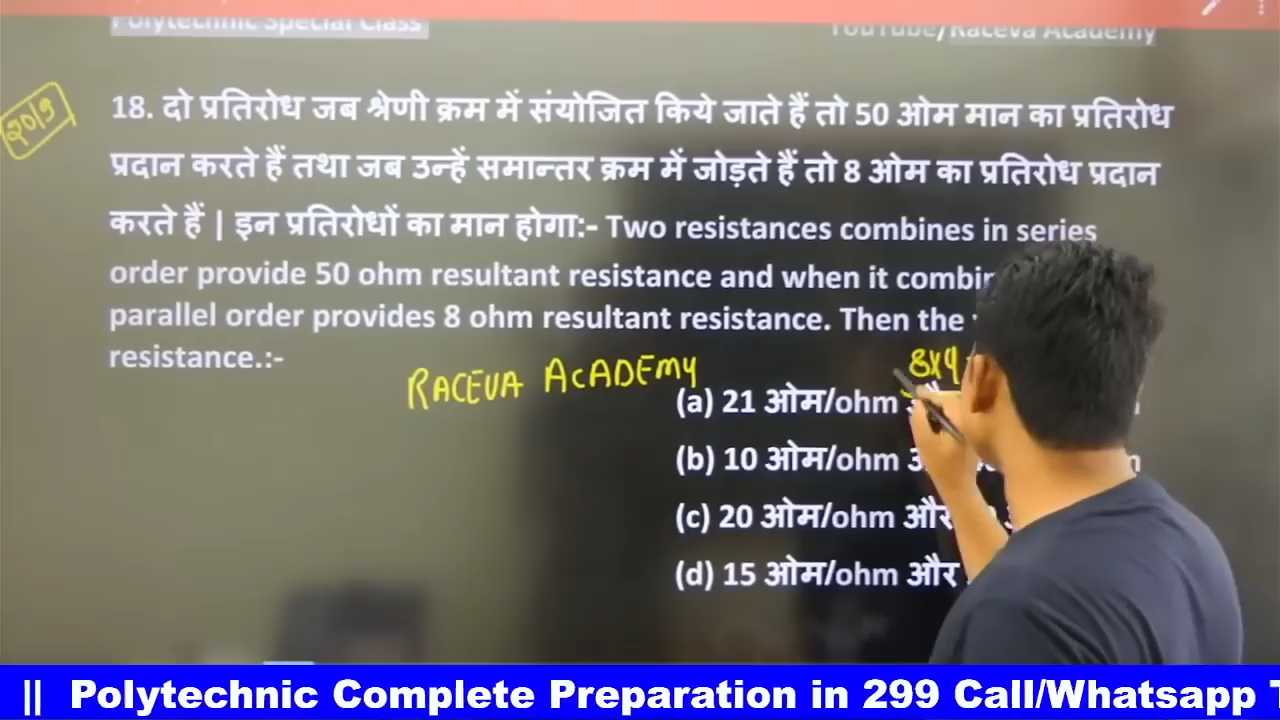 Polytechnic Special Class
YouTube/Raceva Academy
2019
18. दो प्रतिरोध जब श्रेणी क्रम में संयोजित किये जाते हैं तो 50 ओम मान का प्रतिरोध
प्रदान करते हैं तथा जब उन्हें समान्तर क्रम में जोड़ते हैं तो 8 ओम का प्रतिरोध प्रदान
करते हैं | इन प्रतिरोधों का मान होगा:- Two resistances combines in series
order provide 50 ohm resultant resistance and when it combin
parallel order provides 8 ohm resultant resistance. Then the
resistance.:-
RACEVA ACADEMY
8x4
(a) 21 ओम/ohm
(b) 10 ओम/ohm
(c) 20 ओम/ohm और
(d) 15 ओम/ohm और
|| Polytechnic Complete Preparation in 299 Call/Whatsapp T